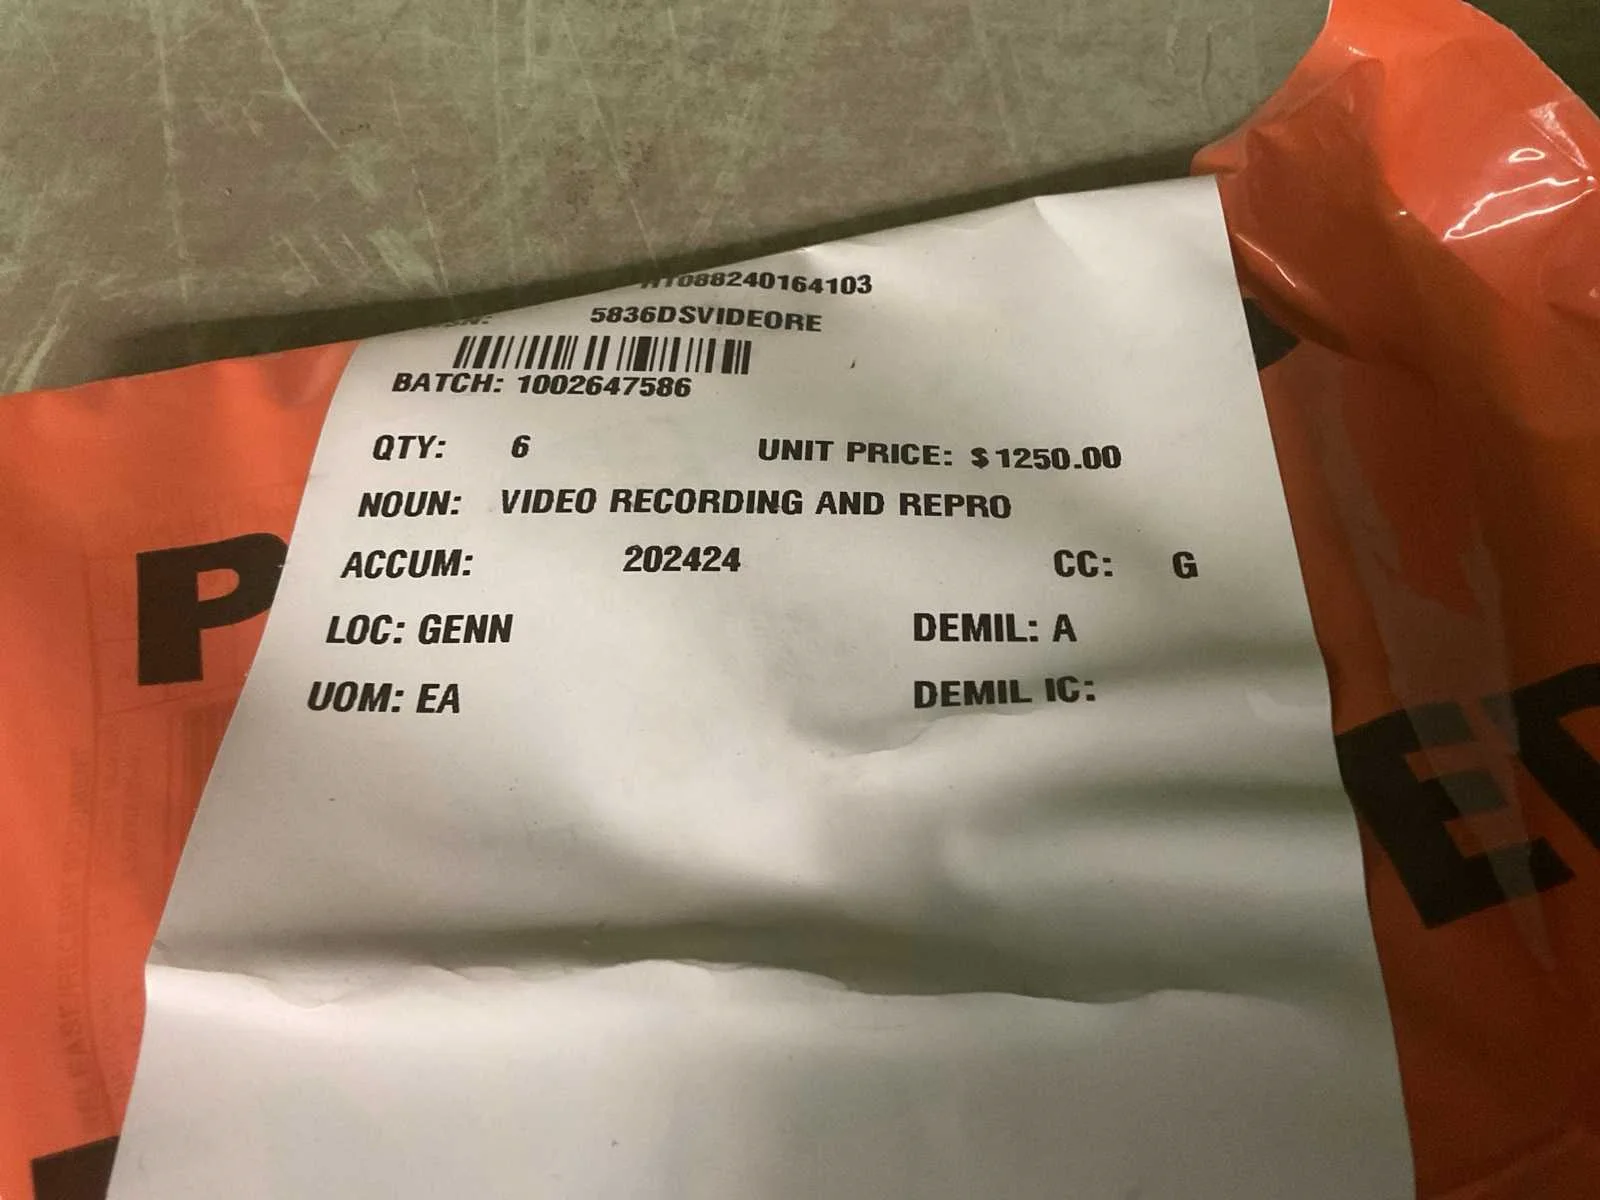 088240164103
5836DSVIDEORE
BATCH: 1002647586
QTY: 6 UNIT PRICE: $1250.00
NOUN: VIDEO RECORDING AND REPRO
ACCUM: 202424 CC: G
LOC: GENN DEMIL: A
UOM: EA DEMIL IC:
P